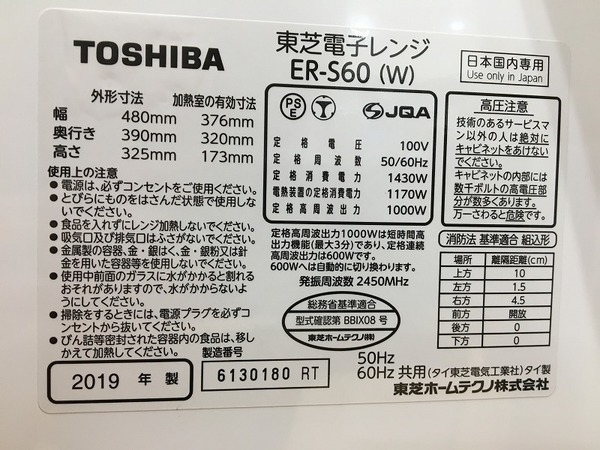 TOSHIBA
東芝電子レンジ
ER-S60 (W)
日本国内専用
Use only in Japan
外形寸法 加熱室の有効寸寸法
幅 480mm 376mm
奥行き 390mm 320mm
高さ 325mm 173mm
使用上の注意
●電源は、必ずコンセントをご使用ください。
●とびらにものをはさんだ状態で使用しないでください。
●食品を入れずにレンジ加熱しないでください。
●吸気口及び排気口はふさがないでください。
●金属製の容器、金・銀はく、金・銀粉又は針金を用いた容器等を使用しないでください。
●使用中前面のガラスに水がかかると割れるおそれがありますので、水がかからないようにしてください。
●掃除をするときには、電源プラグを必ずコンセントから抜いてください。
●びん詰等密封された容器内の食品は、移しかえて加熱してください。
PS
E
JQA
定格電圧 100V
定格周波数 50/60Hz
定格消費電力 1430W
電熱装置の定格消費電力 1170W
定格高周波出力 1000W
定格高周波出力1000Wは短時間高出力機能(最大3分)であり、定格連続高周波出力は600Wです。
600Wへは自動的に切り換わります。
発振周波数 2450MHz
総務省基準適合
型式確認第 BBIX08 号
東芝ホームテクノ(株)
高圧注意
技術のあるサービスマン以外の人は絶対にキャビネットをあけないでください。
キャビネットの内部には数千ボルトの高電圧部分が数多くあります。
万一さわると危険です。
消防法 基準適合 組込形
場所 離隔距離(cm)
上方 10
左方 1.5
右方 4.5
前方 開放
後方 0
下方 0
2019 年 製
製造番号
6130180 RT
50Hz
60Hz 共用 (タイ東芝電気工業社) タイ製
東芝ホームテクノ株式会社